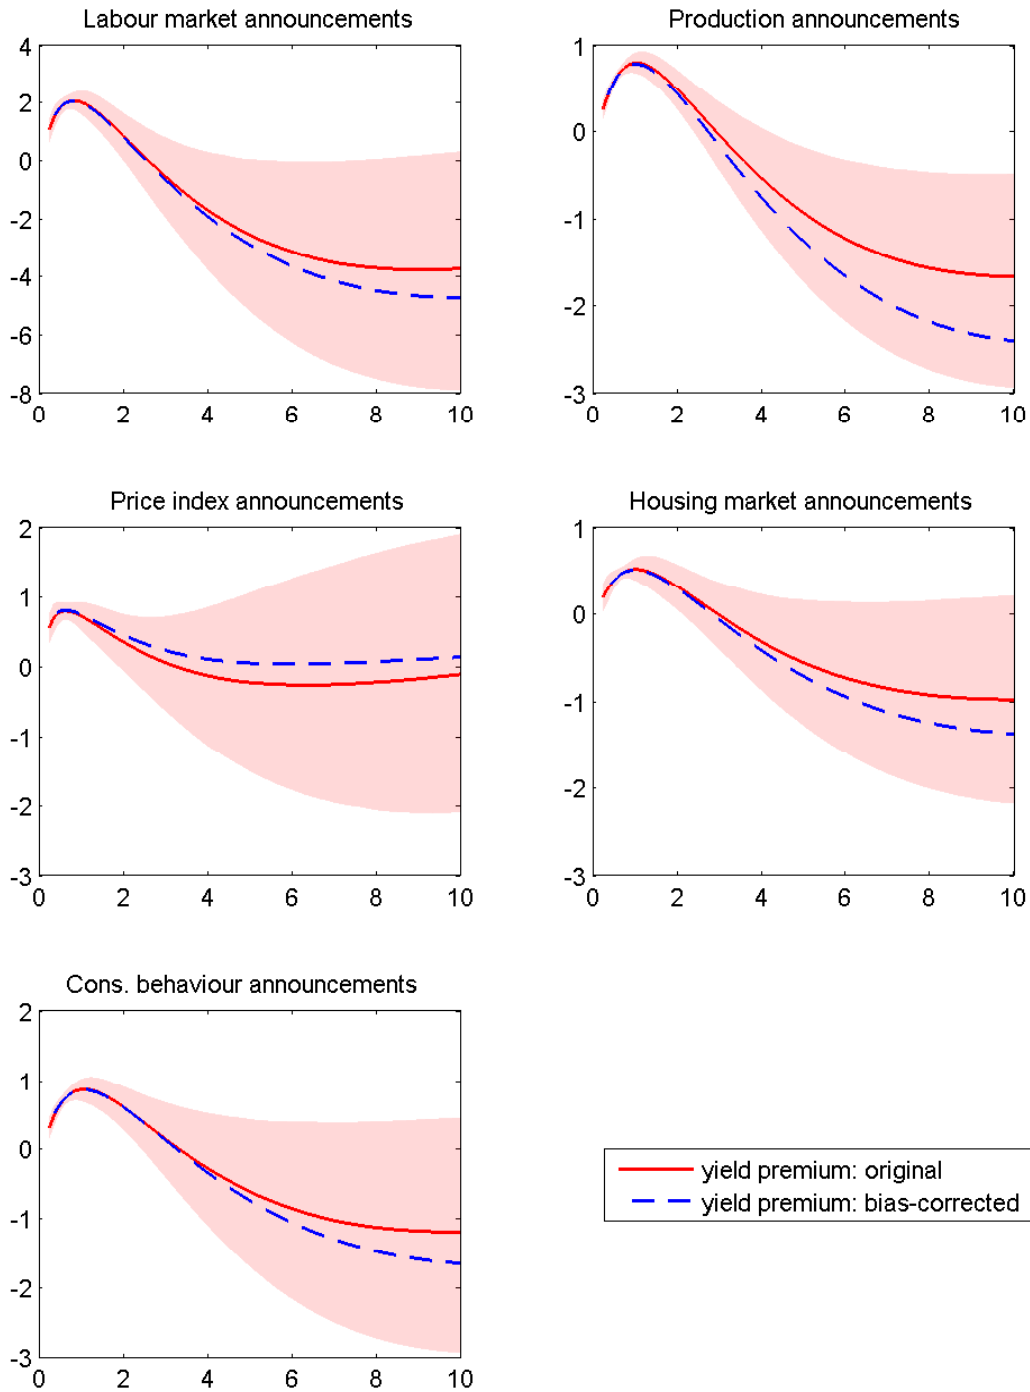 Labour market announcements
4
2
0
-2
-4
-6
-8
0 2 4 6 8 10
Production announcements
1
0
-1
-2
-3
0 2 4 6 8 10
Price index announcements
2
1
0
-1
-2
-3
0 2 4 6 8 10
Housing market announcements
1
0
-1
-2
-3
0 2 4 6 8 10
Cons. behaviour announcements
2
1
0
-1
-2
-3
0 2 4 6 8 10
yield premium: original
yield premium: bias-corrected